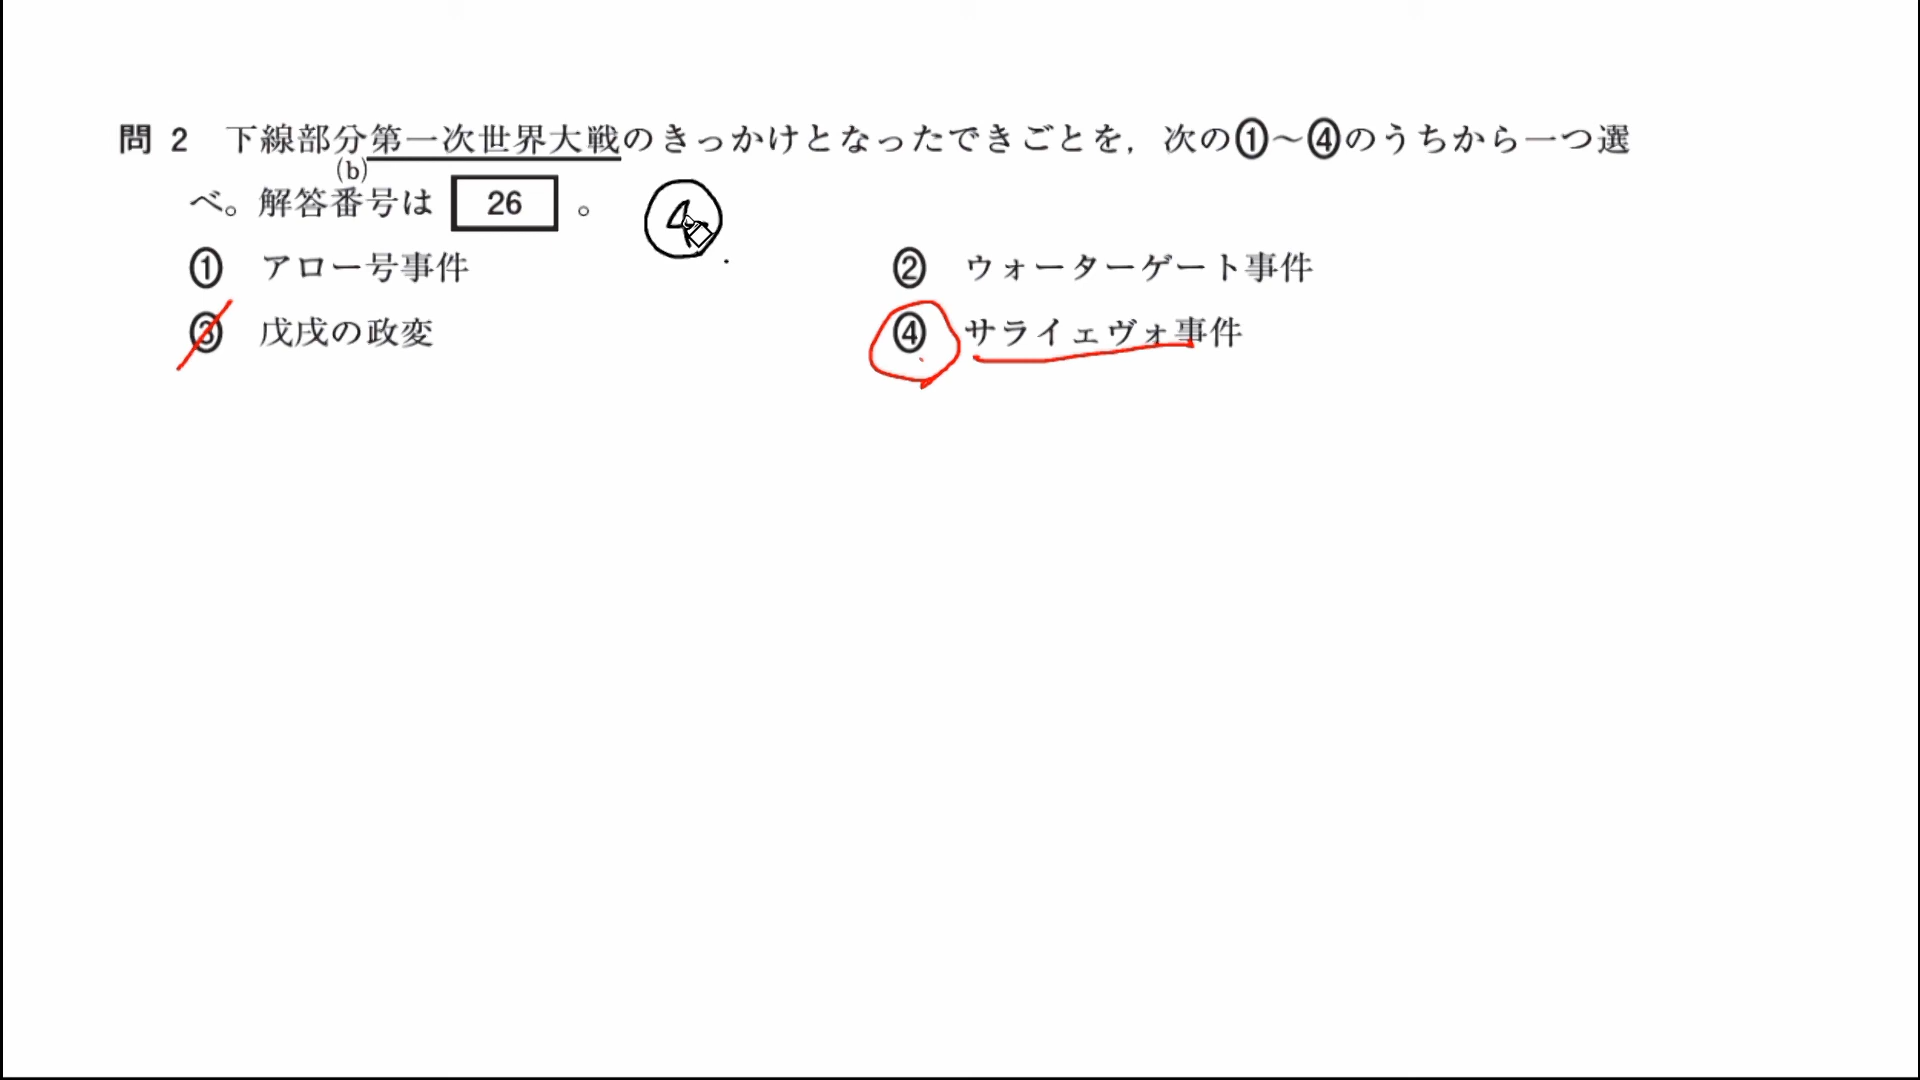 問 2 下線部分第一次世界大戦のきっかけとなったできごとを，次の①～④のうちから一つ選
(b)
べ。解答番号は 26 。 ④
① アロー号事件 ② ウォーターゲート事件
③ 戊戌の政変 ④ サライェヴォ事件